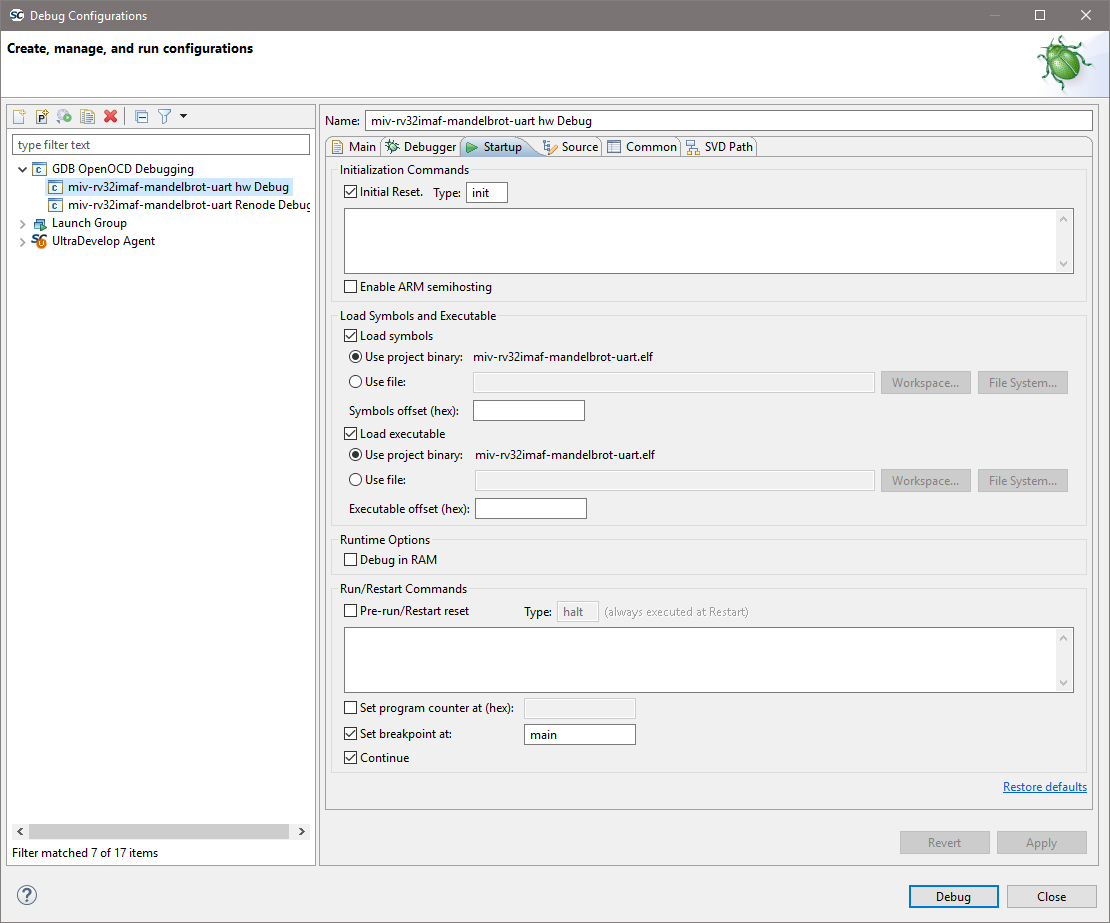 Debug Configurations
Create, manage, and run configurations
type filter text
GDB OpenOCD Debugging
miv-rv32imaf-mandelbrot-uart hw Debug
miv-rv32imaf-mandelbrot-uart Renode Debug
Launch Group
UltraDevelop Agent
Filter matched 7 of 17 items
Name: miv-rv32imaf-mandelbrot-uart hw Debug
Main Debugger Startup Source Common SVD Path
Initialization Commands
Initial Reset. Type: init
Enable ARM semihosting
Load Symbols and Executable
Load symbols
Use project binary: miv-rv32imaf-mandelbrot-uart.elf
Use file: Workspace... File System...
Symbols offset (hex):
Load executable
Use project binary: miv-rv32imaf-mandelbrot-uart.elf
Use file: Workspace... File System...
Executable offset (hex):
Runtime Options
Debug in RAM
Run/Restart Commands
Pre-run/Restart reset Type: halt (always executed at Restart)
Set program counter at (hex):
Set breakpoint at: main
Continue
Restore defaults
Revert Apply
Debug Close